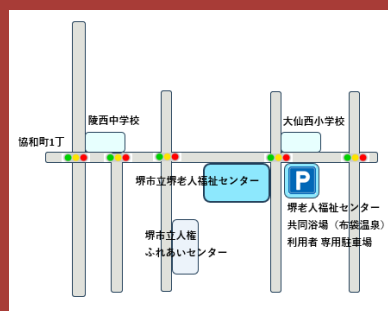 陵西中学校
大仙西小学校
協和町1丁
堺市立堺老人福祉センター
P
堺老人福祉センター
共同浴場（布袋温泉）
利用者 専用駐車場
堺市立人権
ふれあいセンター